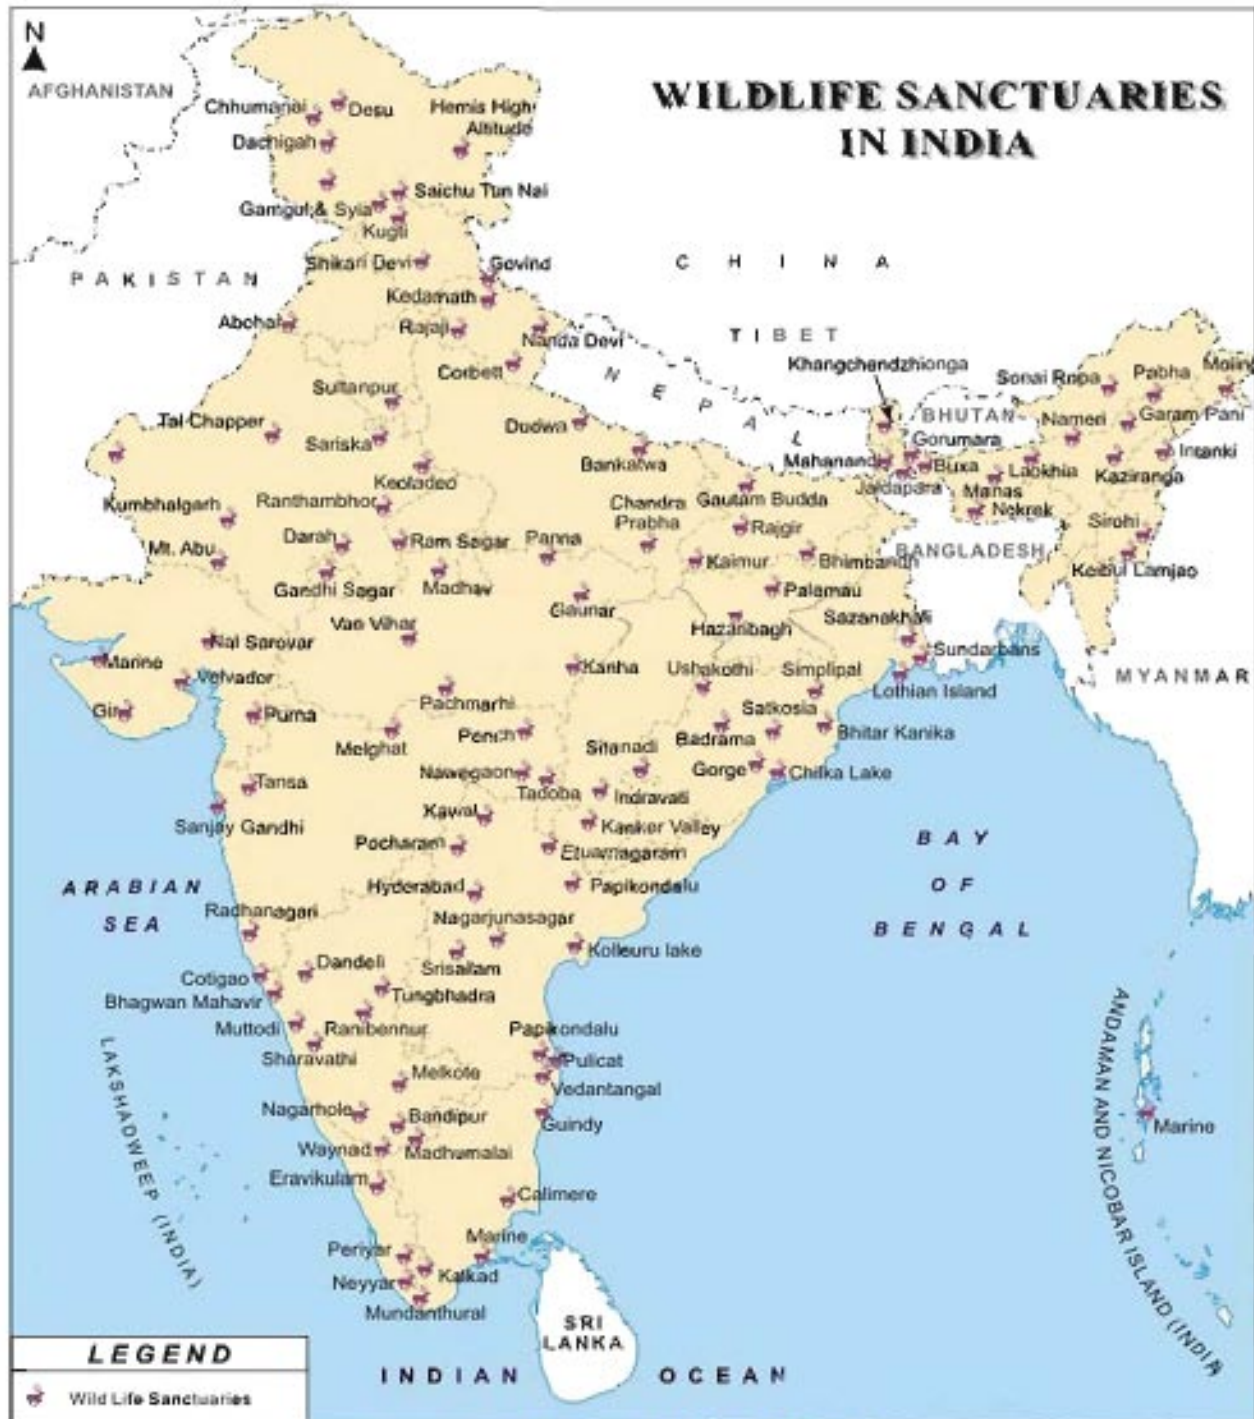 N
AFGHANISTAN
WILDLIFE SANCTUARIES
IN INDIA
Chhumanai
Desu
Hemis High
Altitude
Dachigah
Saichu Tun Nai
Gamgul & Syia
Kugti
Shikari Devi
Govind
CHINA
PAKISTAN
Kedarnath
Abohar
Rajaji
Nanda Devi
TIBET
Corbett
NEPAL
Khangchendzhionga
Sonai Rupa
Pabha
Sultanpur
BHUTAN
Nameri
Garam Pani
Tal Chapper
Sariska
Dudwa
Gorumara
Bankatwa
Mahanand
Buxa
Laokhia
Intanki
Keoladeo
Jaldapara
Manas
Kaziranga
Kumbhalgarh
Ranthambhor
Chandra
Prabha
Gautam Budda
Nokrek
Rajgir
Sirohi
Mt. Abu
Darah
Ram Sagar
Panna
Kaimur
Bhimbandh
BANGLADESH
Keibul Lamjao
Gandhi Sagar
Madhav
Gaunar
Palamau
Van Vihar
Hazaribagh
Sazanakhali
Nal Sarovar
Sundarbans
Marine
Kanha
Ushakothi
Simplipal
MYANMAR
Velvador
Lothian Island
Gir
Purna
Pachmarhi
Satkosia
Melghat
Pench
Sitanadi
Badrama
Bhitar Kanika
Nawegaon
Gorge
Chilka Lake
Tansa
Tadoba
Indravati
Sanjay Gandhi
Kawal
Kanker Valley
Pocharam
Etuarnagaram
BAY
OF
BENGAL
ARABIAN
SEA
Hyderabad
Papikondalu
Radhanagari
Nagarjunasagar
Kolleuru lake
Srisailam
Dandeli
Cotigao
Tungbhadra
Bhagwan Mahavir
Muttodi
Ranibennur
Papikondalu
Sharavathi
Pulicat
Melkote
Vedantangal
Nagarhole
Bandipur
Guindy
Waynad
Madhumalai
Eravikulam
Calimere
LAKSHADWEEP (INDIA)
ANDAMAN AND NICOBAR ISLAND (INDIA)
Marine
Marine
Periyar
Kalkad
Neyyar
Mundanthural
SRI
LANKA
INDIAN OCEAN
LEGEND
Wild Life Sanctuaries